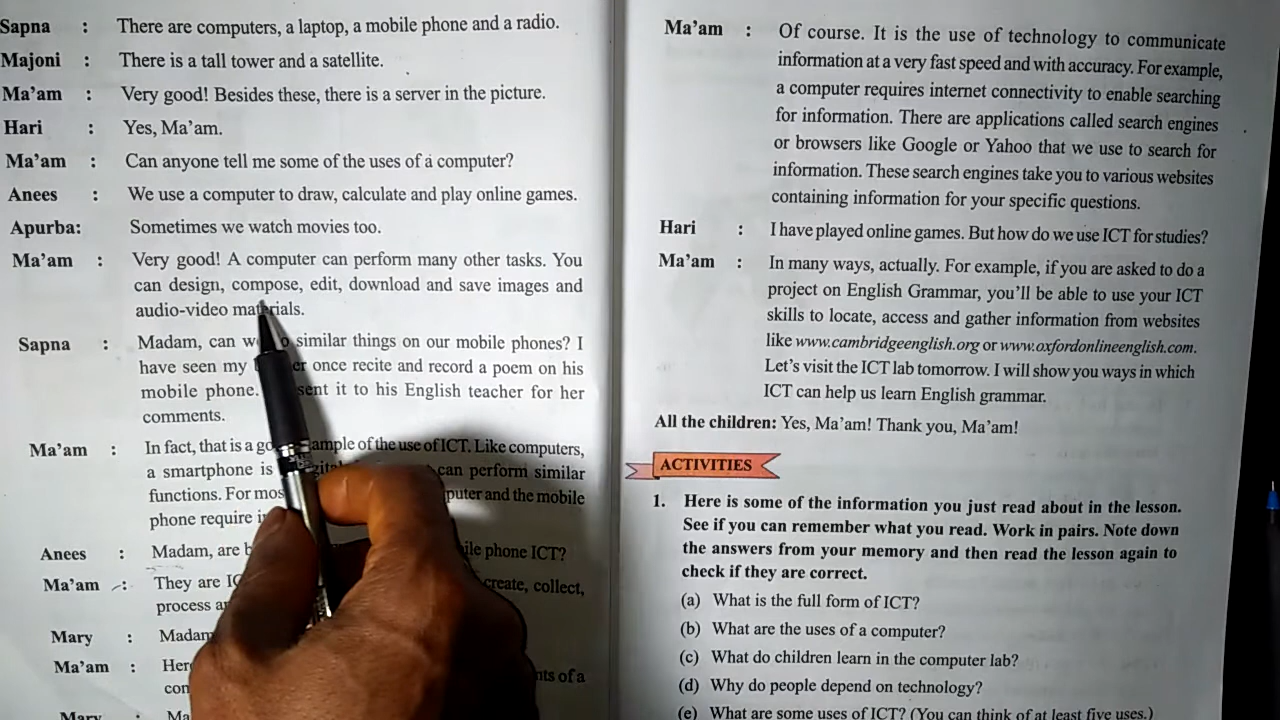 Sapna : There are computers, a laptop, a mobile phone and a radio.
Majoni : There is a tall tower and a satellite.
Ma'am : Very good! Besides these, there is a server in the picture.
Hari : Yes, Ma'am.
Ma'am : Can anyone tell me some of the uses of a computer?
Anees : We use a computer to draw, calculate and play online games.
Apurba: Sometimes we watch movies too.
Ma'am : Very good! A computer can perform many other tasks. You
can design, compose, edit, download and save images and
audio-video materials.
Sapna : Madam, can similar things on our mobile phones? I
have seen my once recite and record a poem on his
mobile phone. sent it to his English teacher for her
comments.
Ma'am : In fact, that is a of the use of ICT. Like computers,
a smartphone is can perform similar
functions. For and the mobile
phone require
Anees : Madam, are phone ICT?
Ma'am : They are create, collect,
process
Mary : Madam
Ma'am :
of a
Mary :
Ma'am : Of course. It is the use of technology to communicate
information at a very fast speed and with accuracy. For example,
a computer requires internet connectivity to enable searching
for information. There are applications called search engines
or browsers like Google or Yahoo that we use to search for
information. These search engines take you to various websites
containing information for your specific questions.
Hari : I have played online games. But how do we use ICT for studies?
Ma'am : In many ways, actually. For example, if you are asked to do a
project on English Grammar, you'll be able to use your ICT
skills to locate, access and gather information from websites
like www.cambridgeenglish.org or www.oxfordonlineenglish.com.
Let's visit the ICT lab tomorrow. I will show you ways in which
ICT can help us learn English grammar.
All the children: Yes, Ma'am! Thank you, Ma'am!
ACTIVITIES
1. Here is some of the information you just read about in the lesson.
See if you can remember what you read. Work in pairs. Note down
the answers from your memory and then read the lesson again to
check if they are correct.
(a) What is the full form of ICT?
(b) What are the uses of a computer?
(c) What do children learn in the computer lab?
(d) Why do people depend on technology?
(e) What are some uses of ICT? (You can think of at least five uses.)